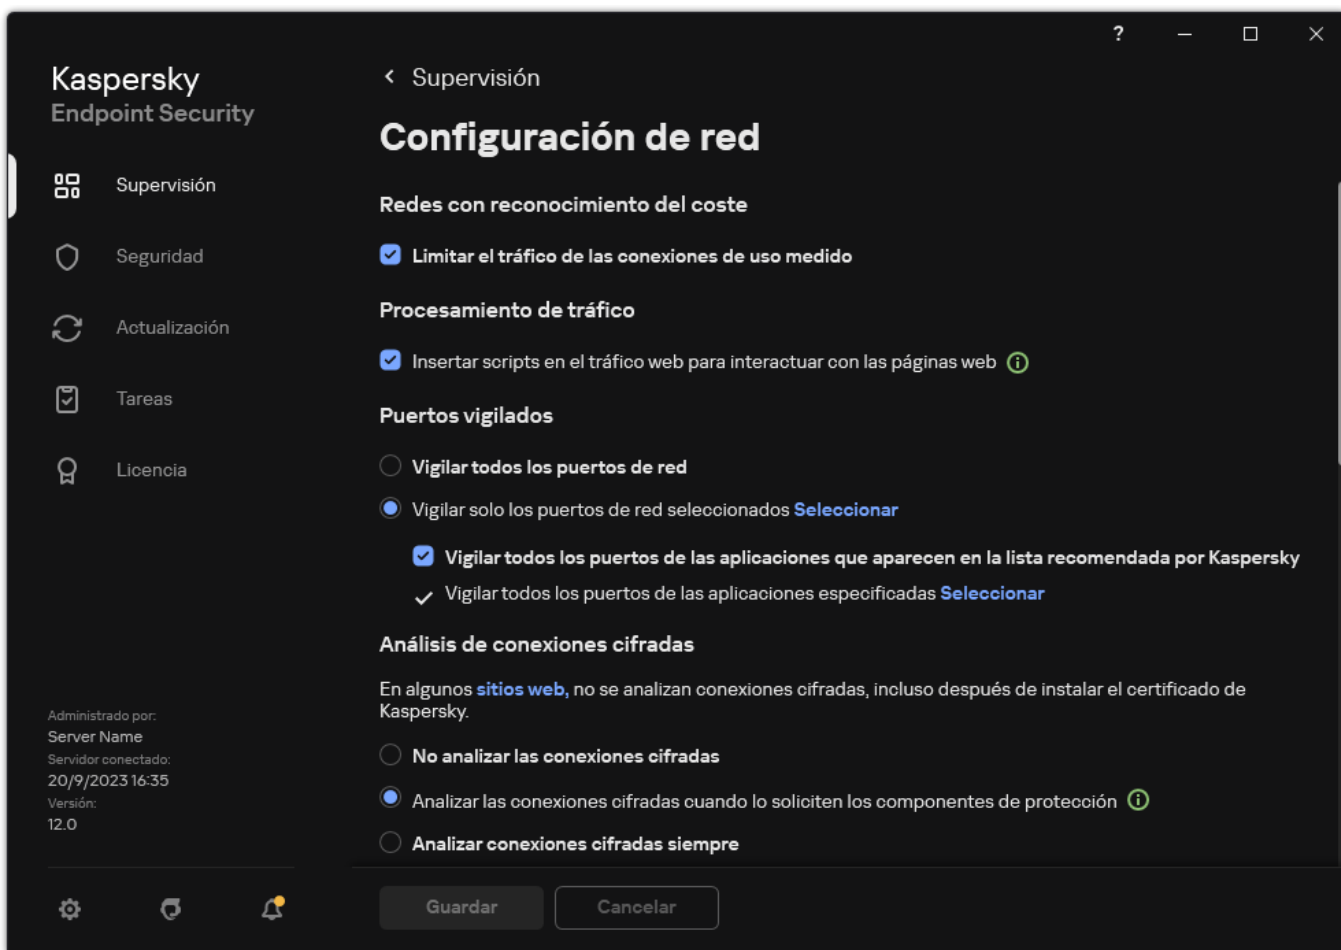 ?
Kaspersky
Endpoint Security
Supervisión
Seguridad
Actualización
Tareas
Licencia
Administrado por:
Server Name
Servidor conectado:
20/9/2023 16:35
Versión:
12.0
Supervisión
Configuración de red
Redes con reconocimiento del coste
Limitar el tráfico de las conexiones de uso medido
Procesamiento de tráfico
Insertar scripts en el tráfico web para interactuar con las páginas web
Puertos vigilados
Vigilar todos los puertos de red
Vigilar solo los puertos de red seleccionados Seleccionar
Vigilar todos los puertos de las aplicaciones que aparecen en la lista recomendada por Kaspersky
Vigilar todos los puertos de las aplicaciones especificadas Seleccionar
Análisis de conexiones cifradas
En algunos sitios web, no se analizan conexiones cifradas, incluso después de instalar el certificado de
Kaspersky.
No analizar las conexiones cifradas
Analizar las conexiones cifradas cuando lo soliciten los componentes de protección
Analizar conexiones cifradas siempre
Guardar
Cancelar